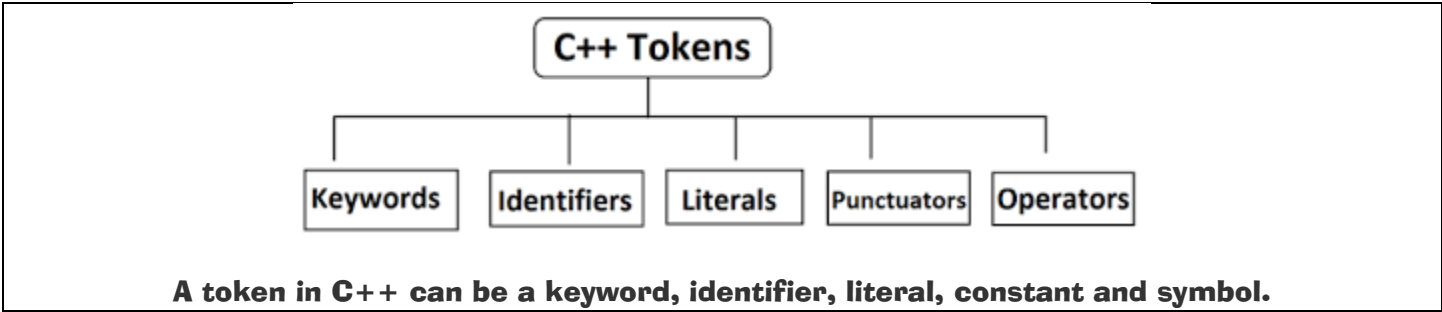 C++ Tokens
Keywords Identifiers Literals Punctuators Operators
A token in C++ can be a keyword, identifier, literal, constant and symbol.